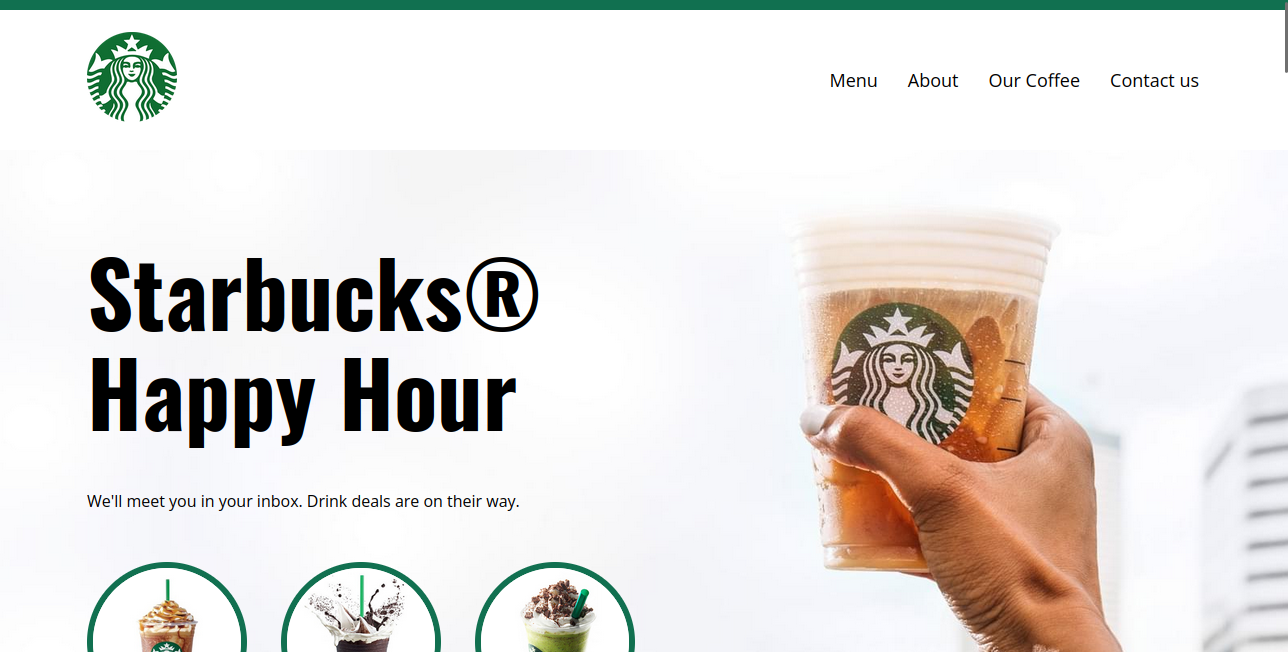 Menu About Our Coffee Contact us
Starbucks®
Happy Hour
We'll meet you in your inbox. Drink deals are on their way.